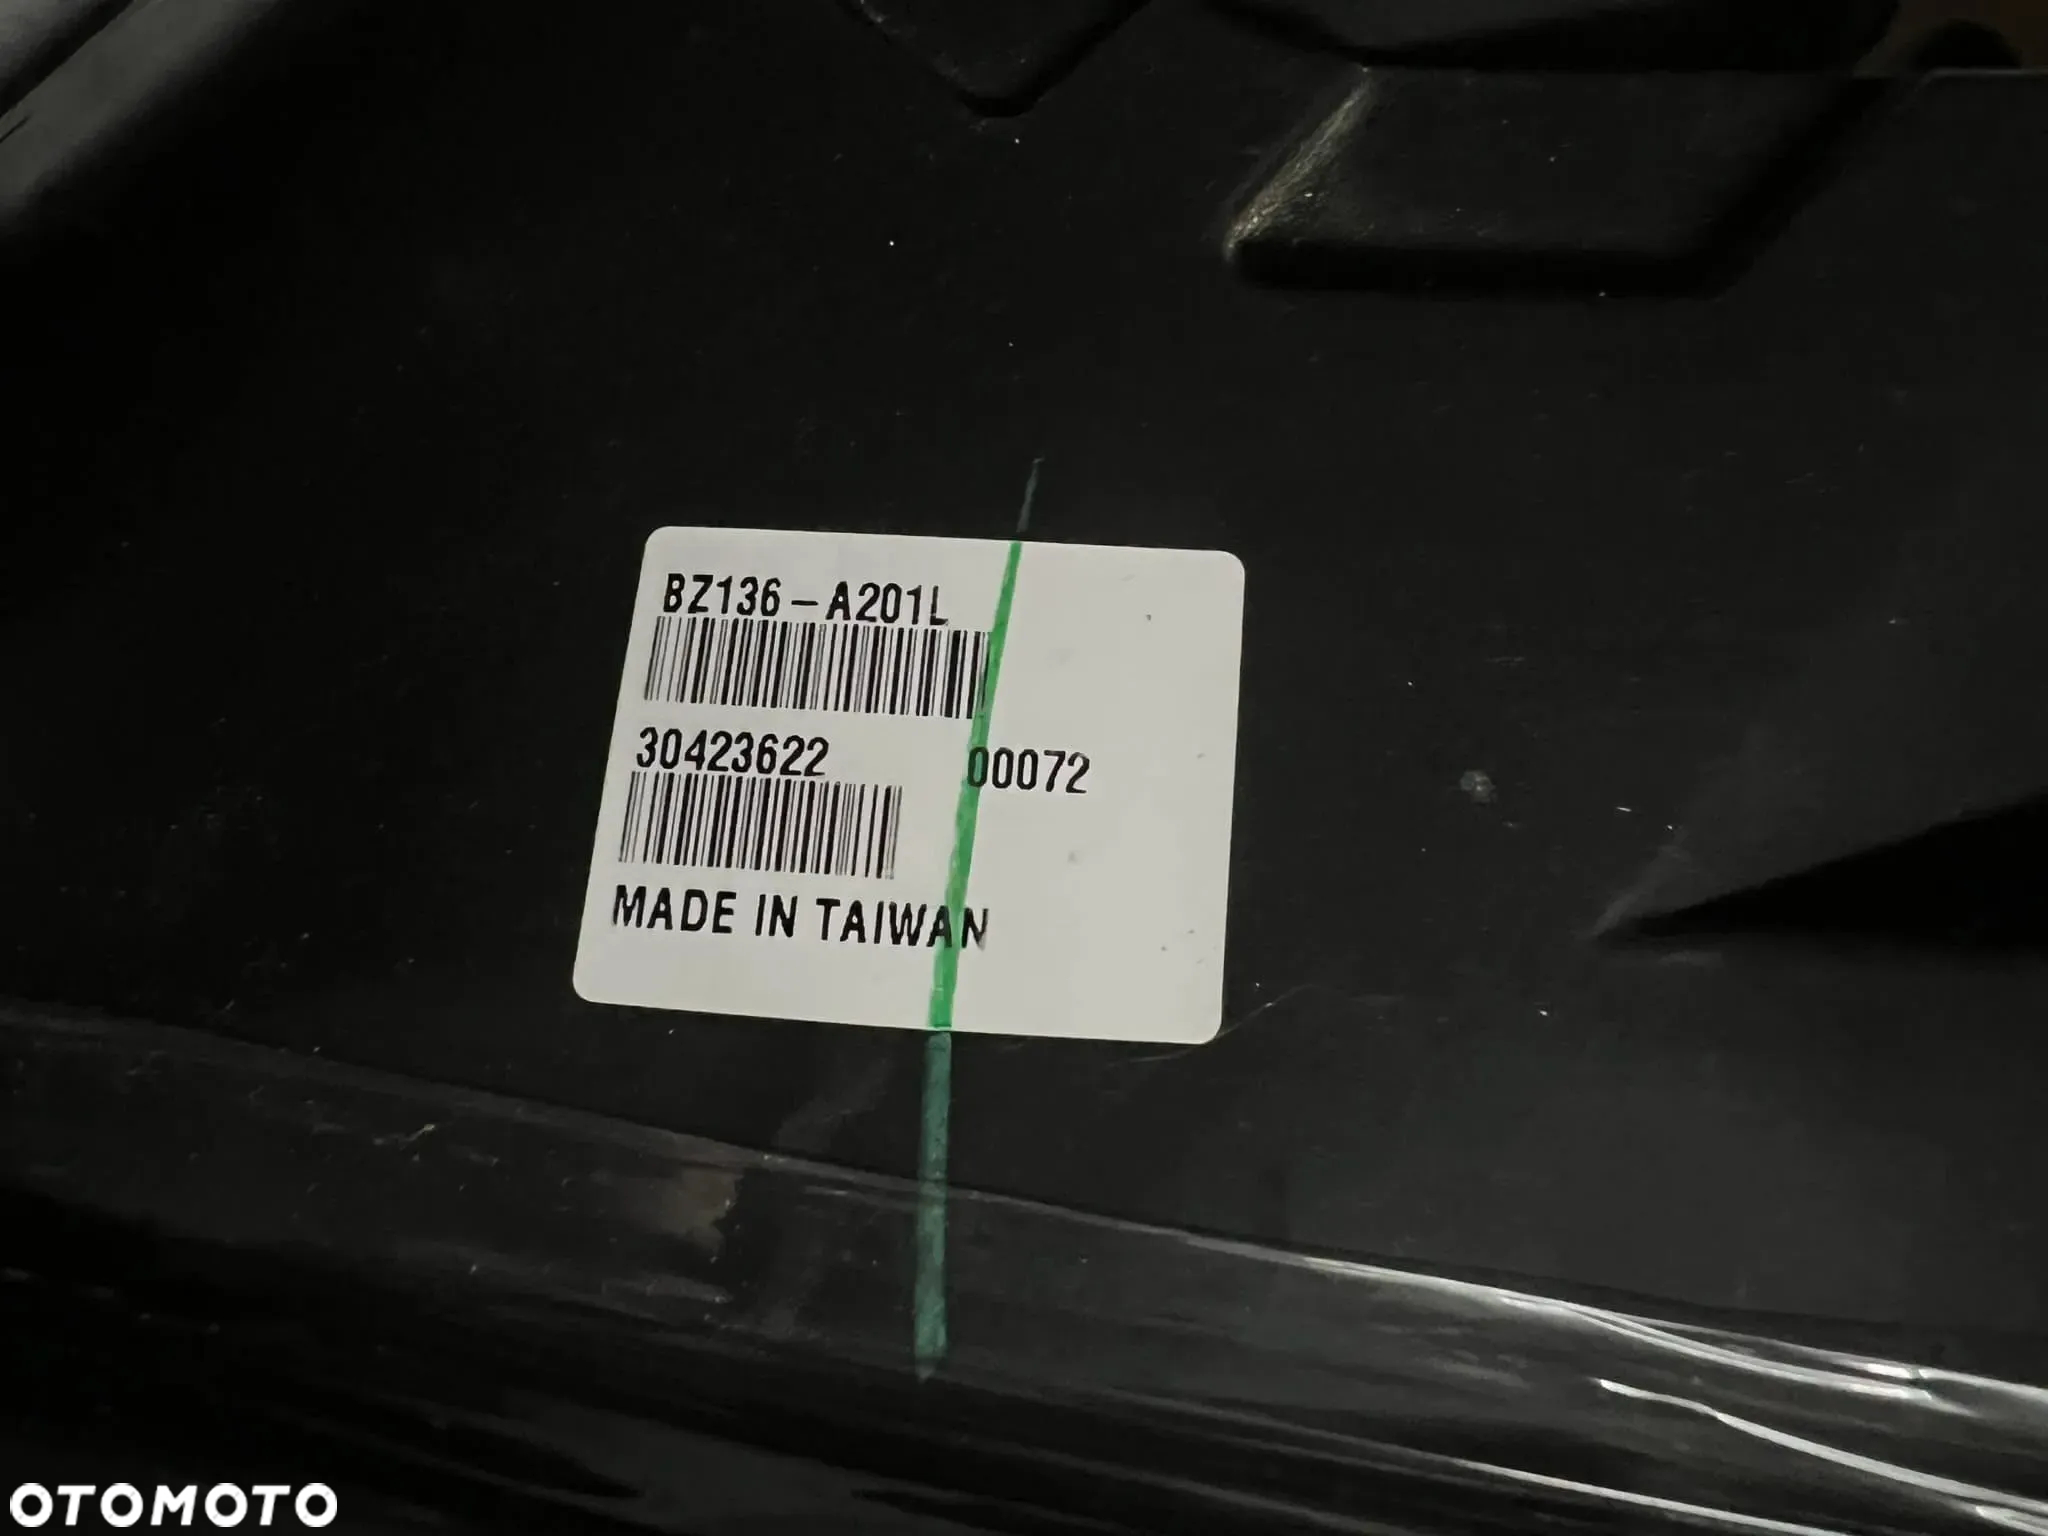 BZ136-A201L
30423622 00072
MADE IN TAIWAN
OTOMOTO